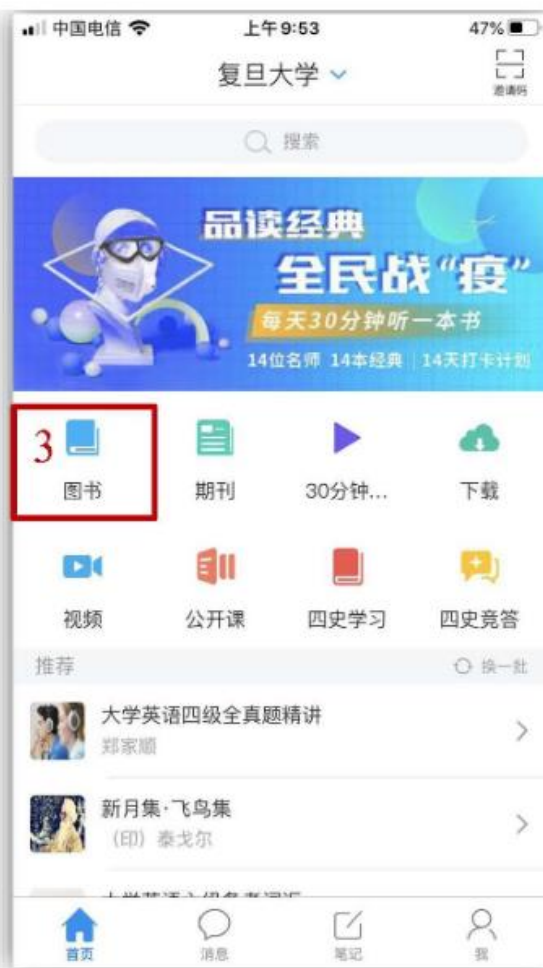 中国电信 上午9:53 47%
复旦大学
邀请码
搜索
品读经典
全民战“疫”
每天30分钟听一本书
14位名师 14本经典 | 14天打卡计划
3
图书 期刊 30分钟... 下载
视频 公开课 四史学习 四史竞答
推荐 换一批
大学英语四级全真题精讲
郑家顺
新月集·飞鸟集
（印）泰戈尔
首页 消息 笔记 我